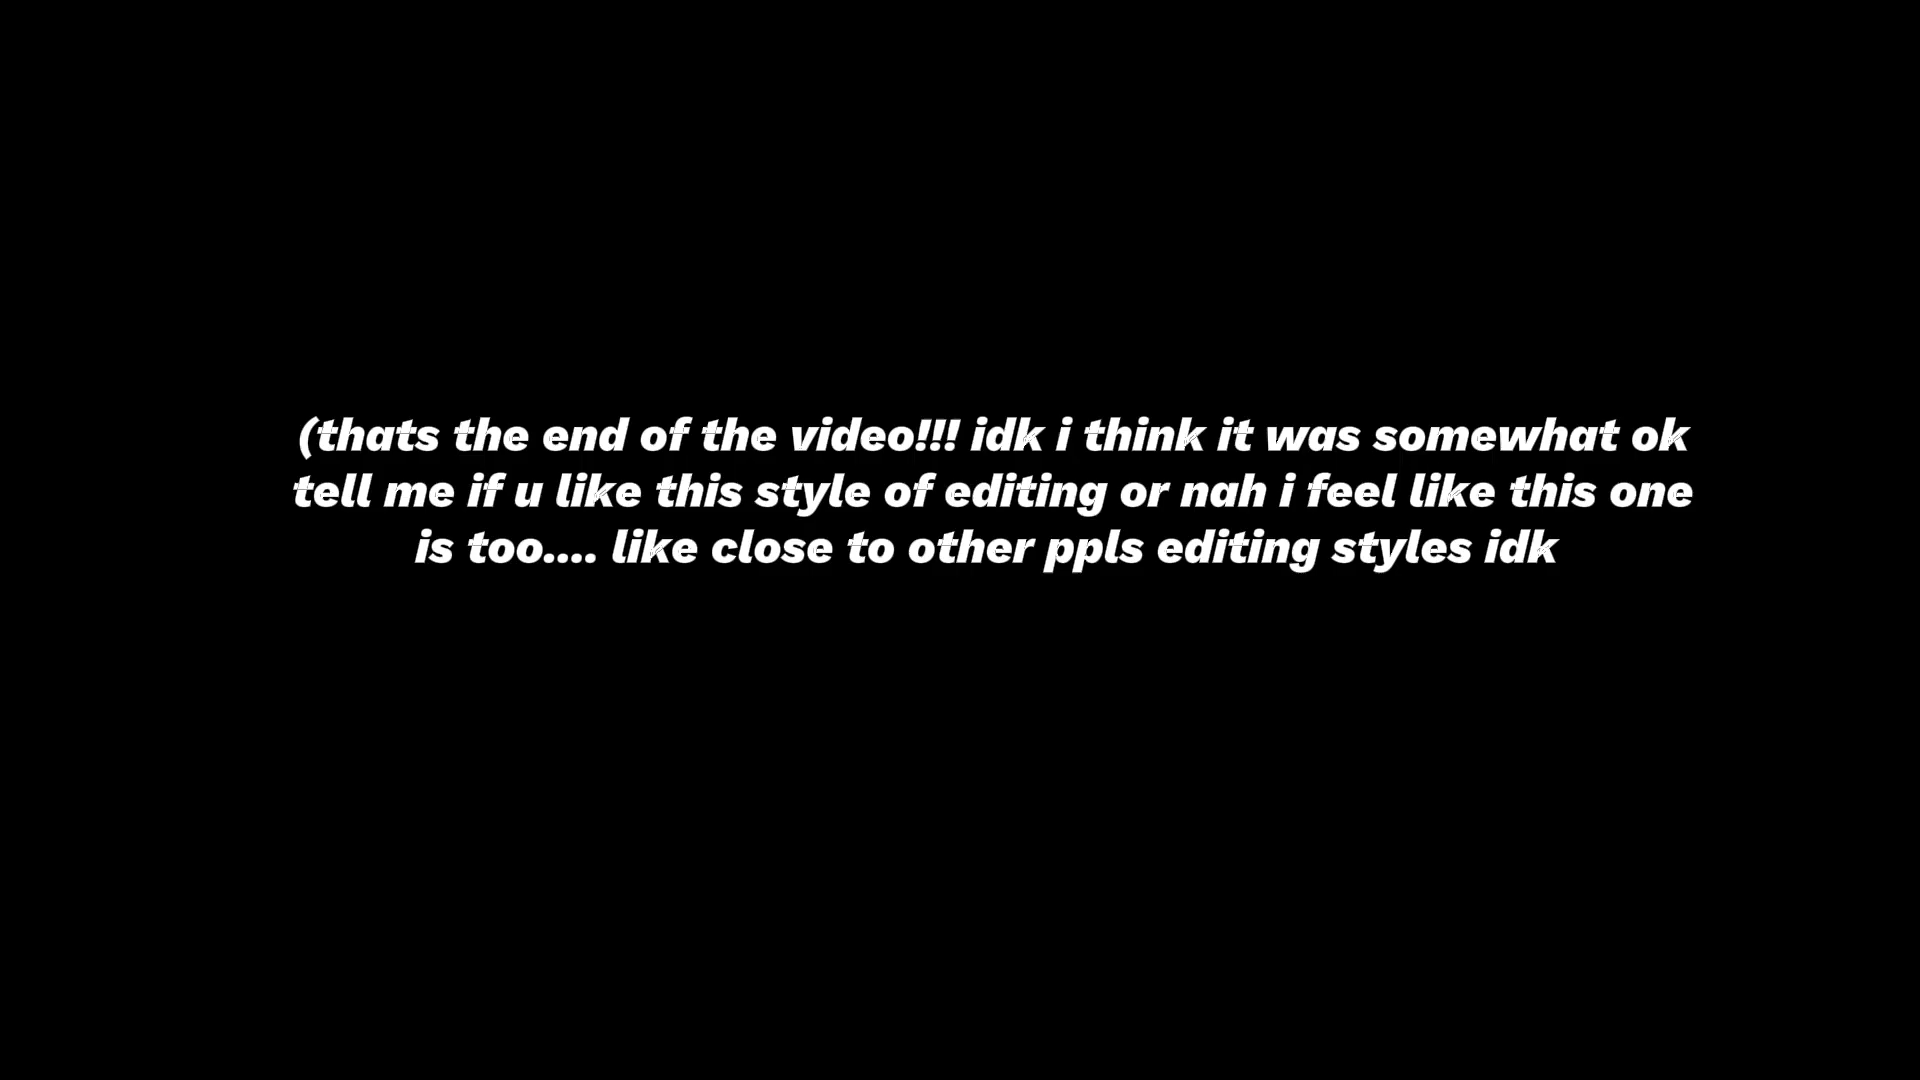 (thats the end of the video!!! idk i think it was somewhat ok
tell me if u like this style of editing or nah i feel like this one
is too.... like close to other ppls editing styles idk